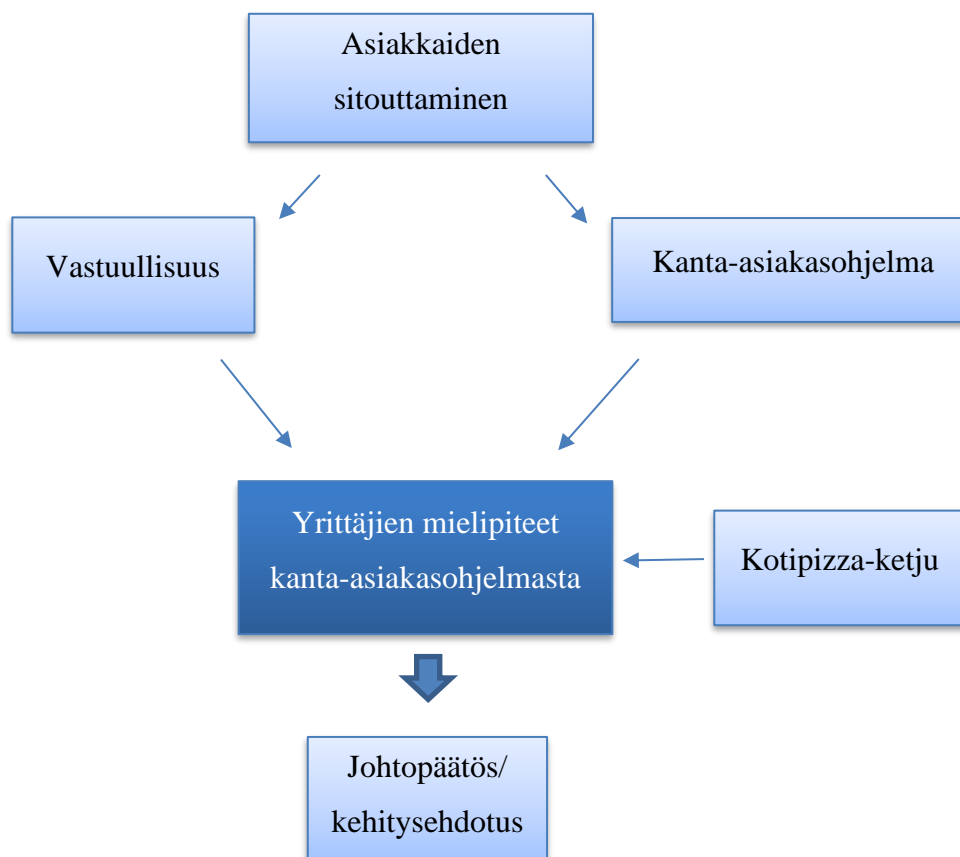 Asiakkaiden
sitouttaminen
Vastuullisuus
Kanta-asiakasohjelma
Yrittäjien mielipiteet
kanta-asiakasohjelmasta
Kotipizza-ketju
Johtopäätös/
kehitysehdotus